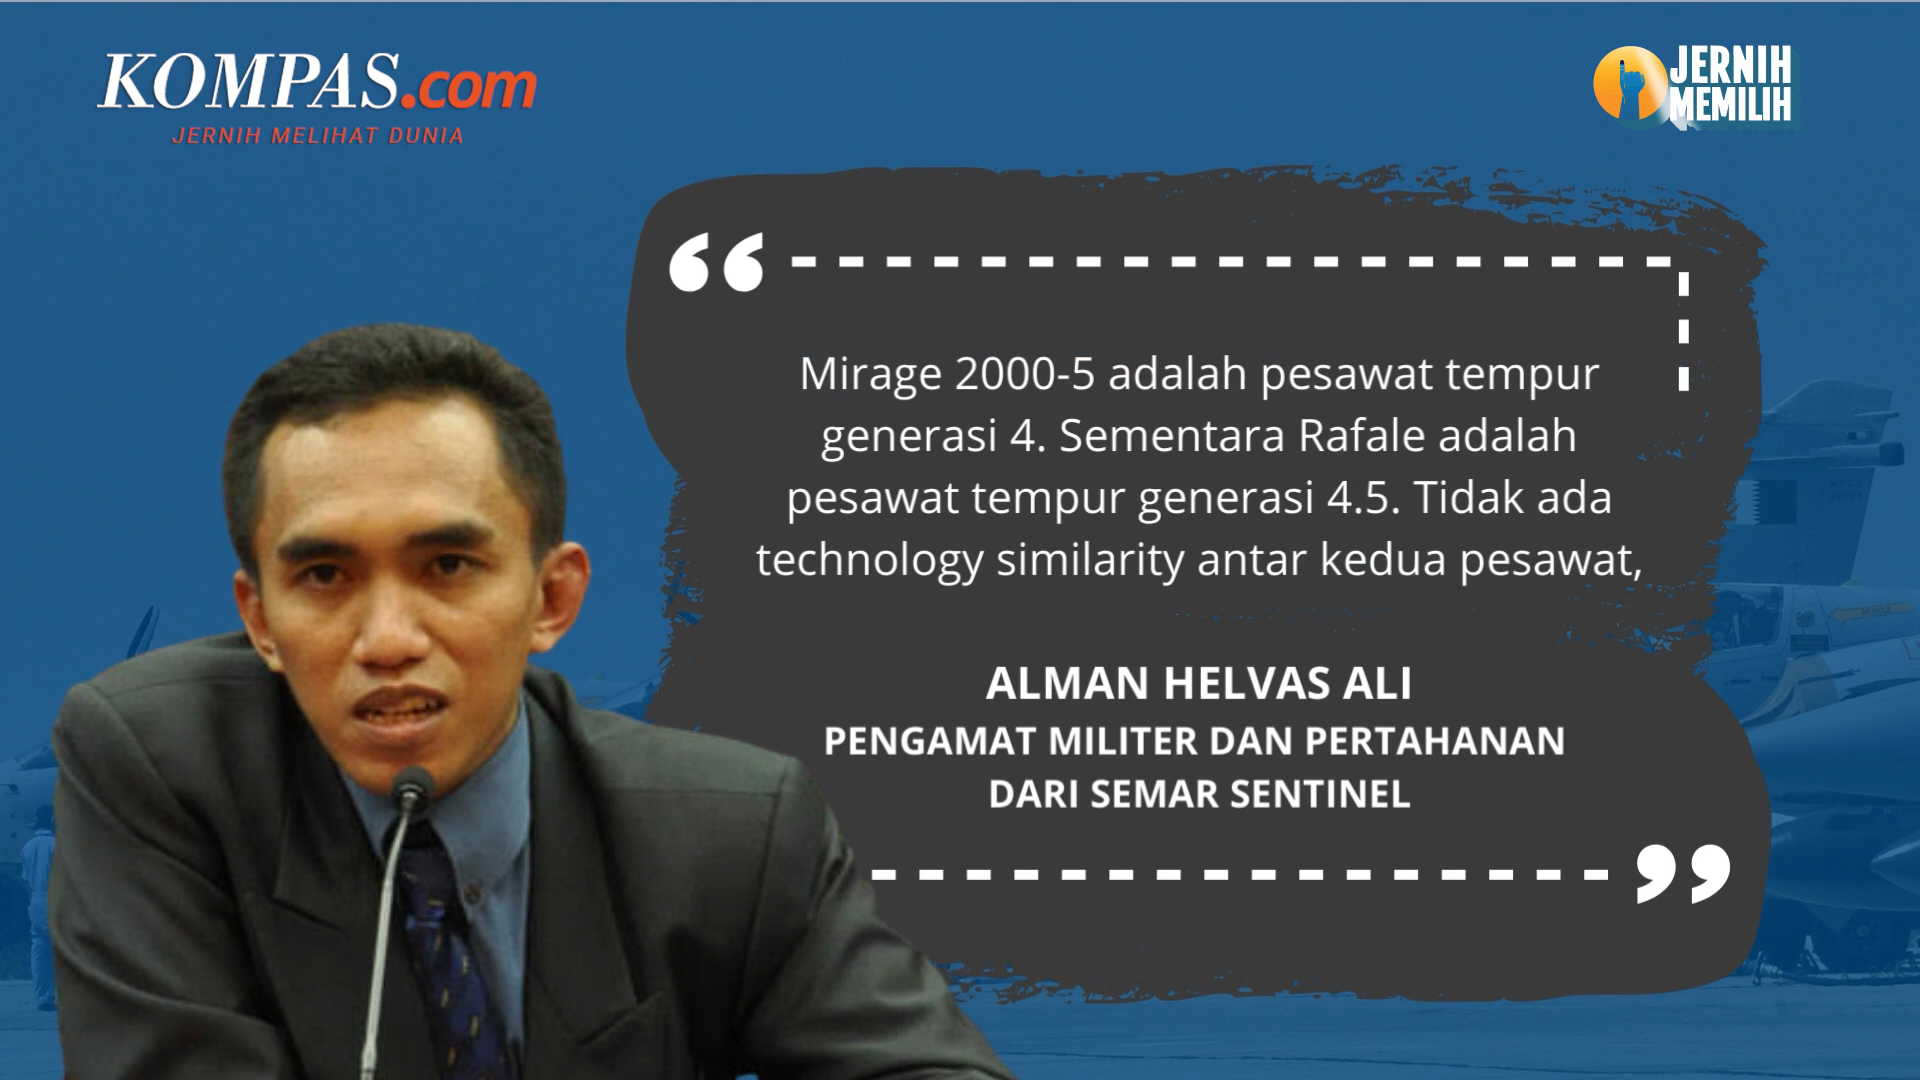 KOMPAS.com
JERNIH MELIHAT DUNIA
JERNIH
MEMILIH
Mirage 2000-5 adalah pesawat tempur
generasi 4. Sementara Rafale adalah
pesawat tempur generasi 4.5. Tidak ada
technology similarity antar kedua pesawat,
ALMAN HELVAS ALI
PENGAMAT MILITER DAN PERTAHANAN
DARI SEMAR SENTINEL